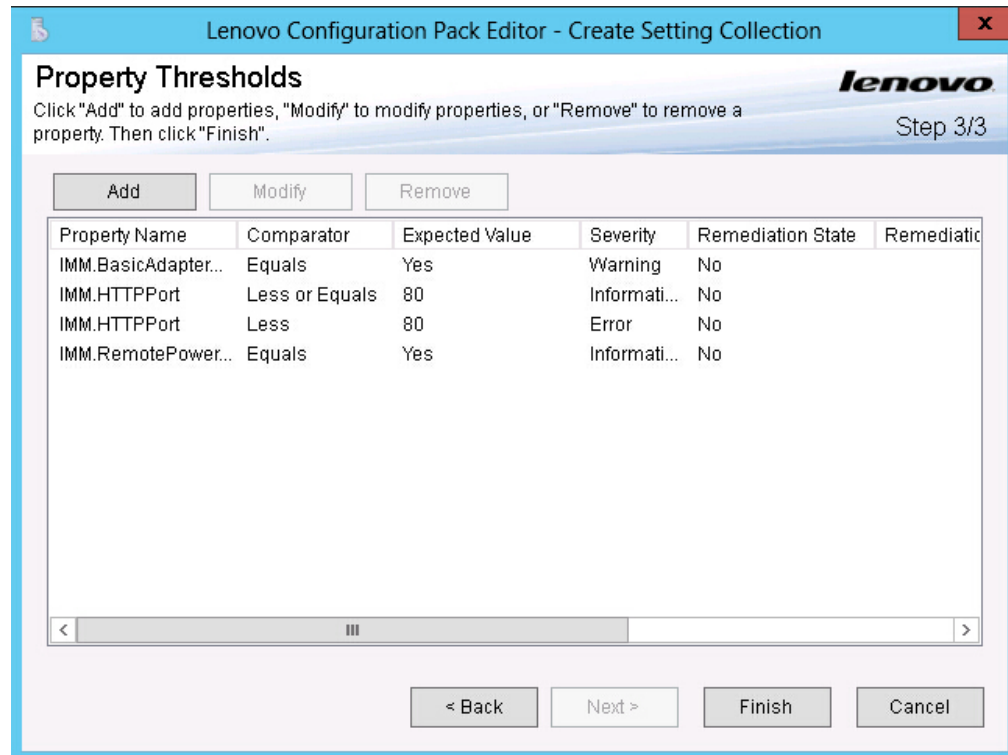 Lenovo Configuration Pack Editor - Create Setting Collection
x
Property Thresholds
lenovo
Click "Add" to add properties, "Modify" to modify properties, or "Remove" to remove a
property. Then click "Finish".
Step 3/3
Add Modify Remove
Property Name Comparator Expected Value Severity Remediation State Remediatic
IMM.BasicAdapter... Equals Yes Warning No
IMM.HTTPPort Less or Equals 80 Informati... No
IMM.HTTPPort Less 80 Error No
IMM.RemotePower... Equals Yes Informati... No
< Back Next > Finish Cancel